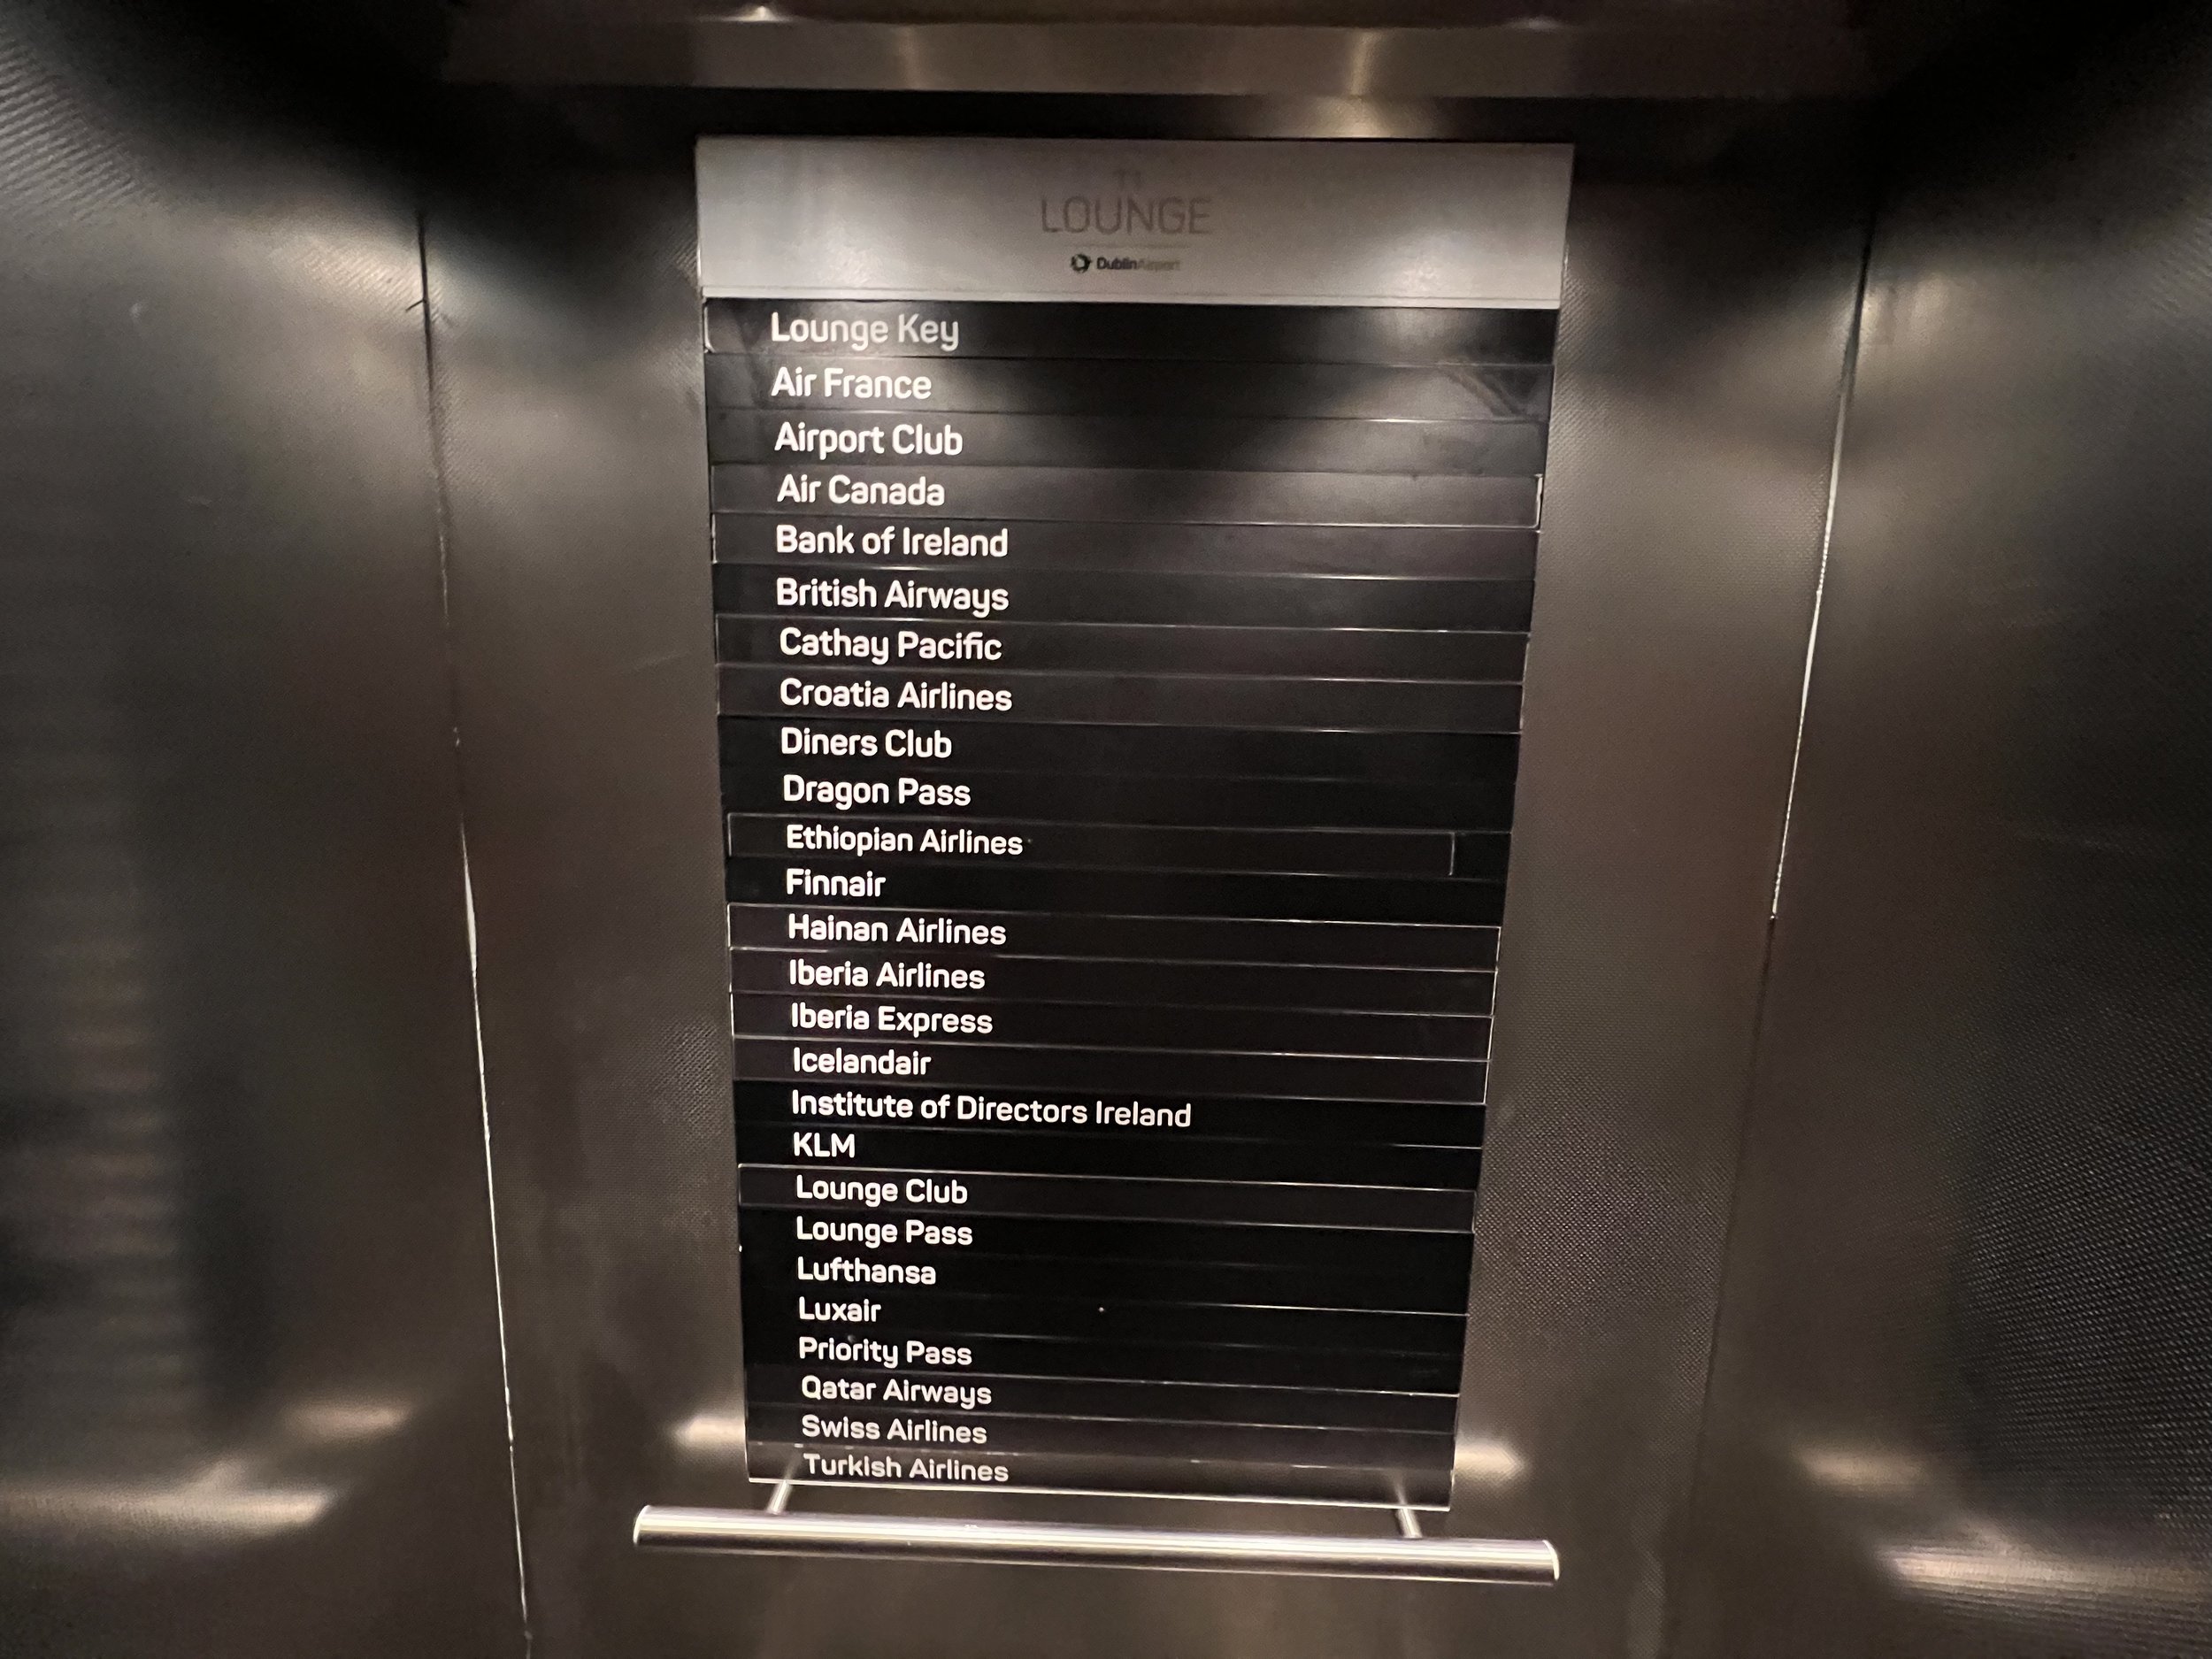 T1
LOUNGE
DublinAirport
Lounge Key
Air France
Airport Club
Air Canada
Bank of Ireland
British Airways
Cathay Pacific
Croatia Airlines
Diners Club
Dragon Pass
Ethiopian Airlines
Finnair
Hainan Airlines
Iberia Airlines
Iberia Express
Icelandair
Institute of Directors Ireland
KLM
Lounge Club
Lounge Pass
Lufthansa
Luxair
Priority Pass
Qatar Airways
Swiss Airlines
Turkish Airlines